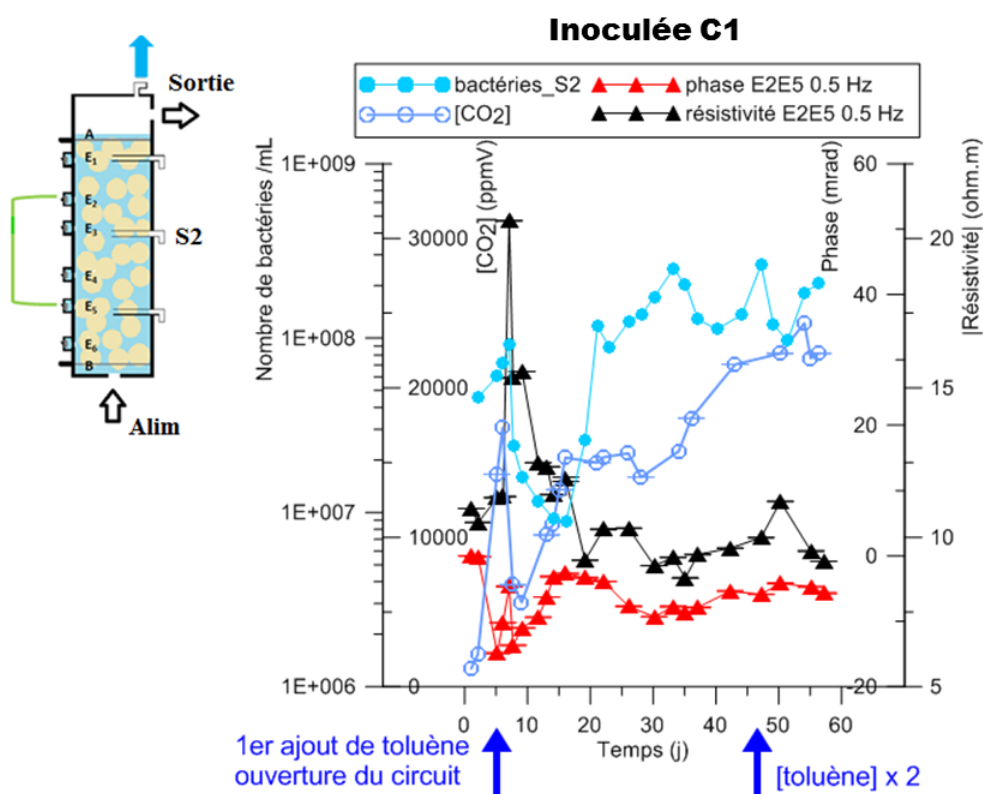 Inoculée C1
bactéries_S2
phase E2E5 0.5 Hz
[CO2]
résistivité E2E5 0.5 Hz
Sortie
A
E1
E2
E3
S2
E4
E5
E6
B
Alim
Nombre de bactéries /mL
1E+009
1E+008
1E+007
1E+006
[CO2] (ppmV)
30000
20000
10000
0
Phase (mrad)
60
40
20
0
-20
|Résistivité| (ohm.m)
20
15
10
5
0
10
20
30
40
50
60
Temps (j)
1er ajout de toluène
ouverture du circuit
[toluène] x 2